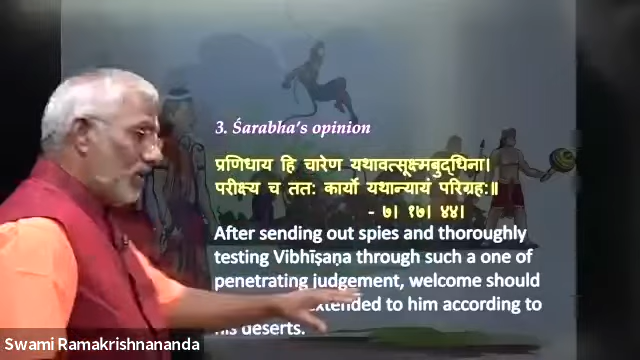 3. Śarabha's opinion
प्रणिधाय हि चारेण यथावत्सूक्ष्मबुद्धिना।
परीक्ष्य च ततः कार्यो यथान्यायं परिग्रहः॥
- ७। १७। ४४।
After sending out spies and thoroughly
testing Vibhīṣaṇa through such a one of
penetrating judgement, welcome should
extended to him according to
his deserts.
Swami Ramakrishnananda